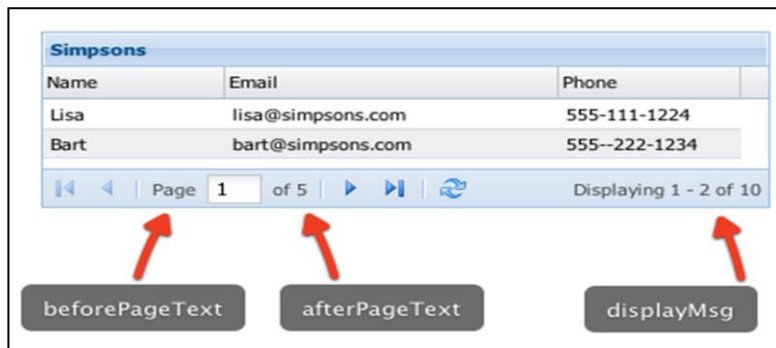 Simpsons
Name Email Phone
Lisa lisa@simpsons.com 555-111-1224
Bart bart@simpsons.com 555--222-1234
Page 1 of 5 Displaying 1 - 2 of 10
beforePageText afterPageText displayMsg